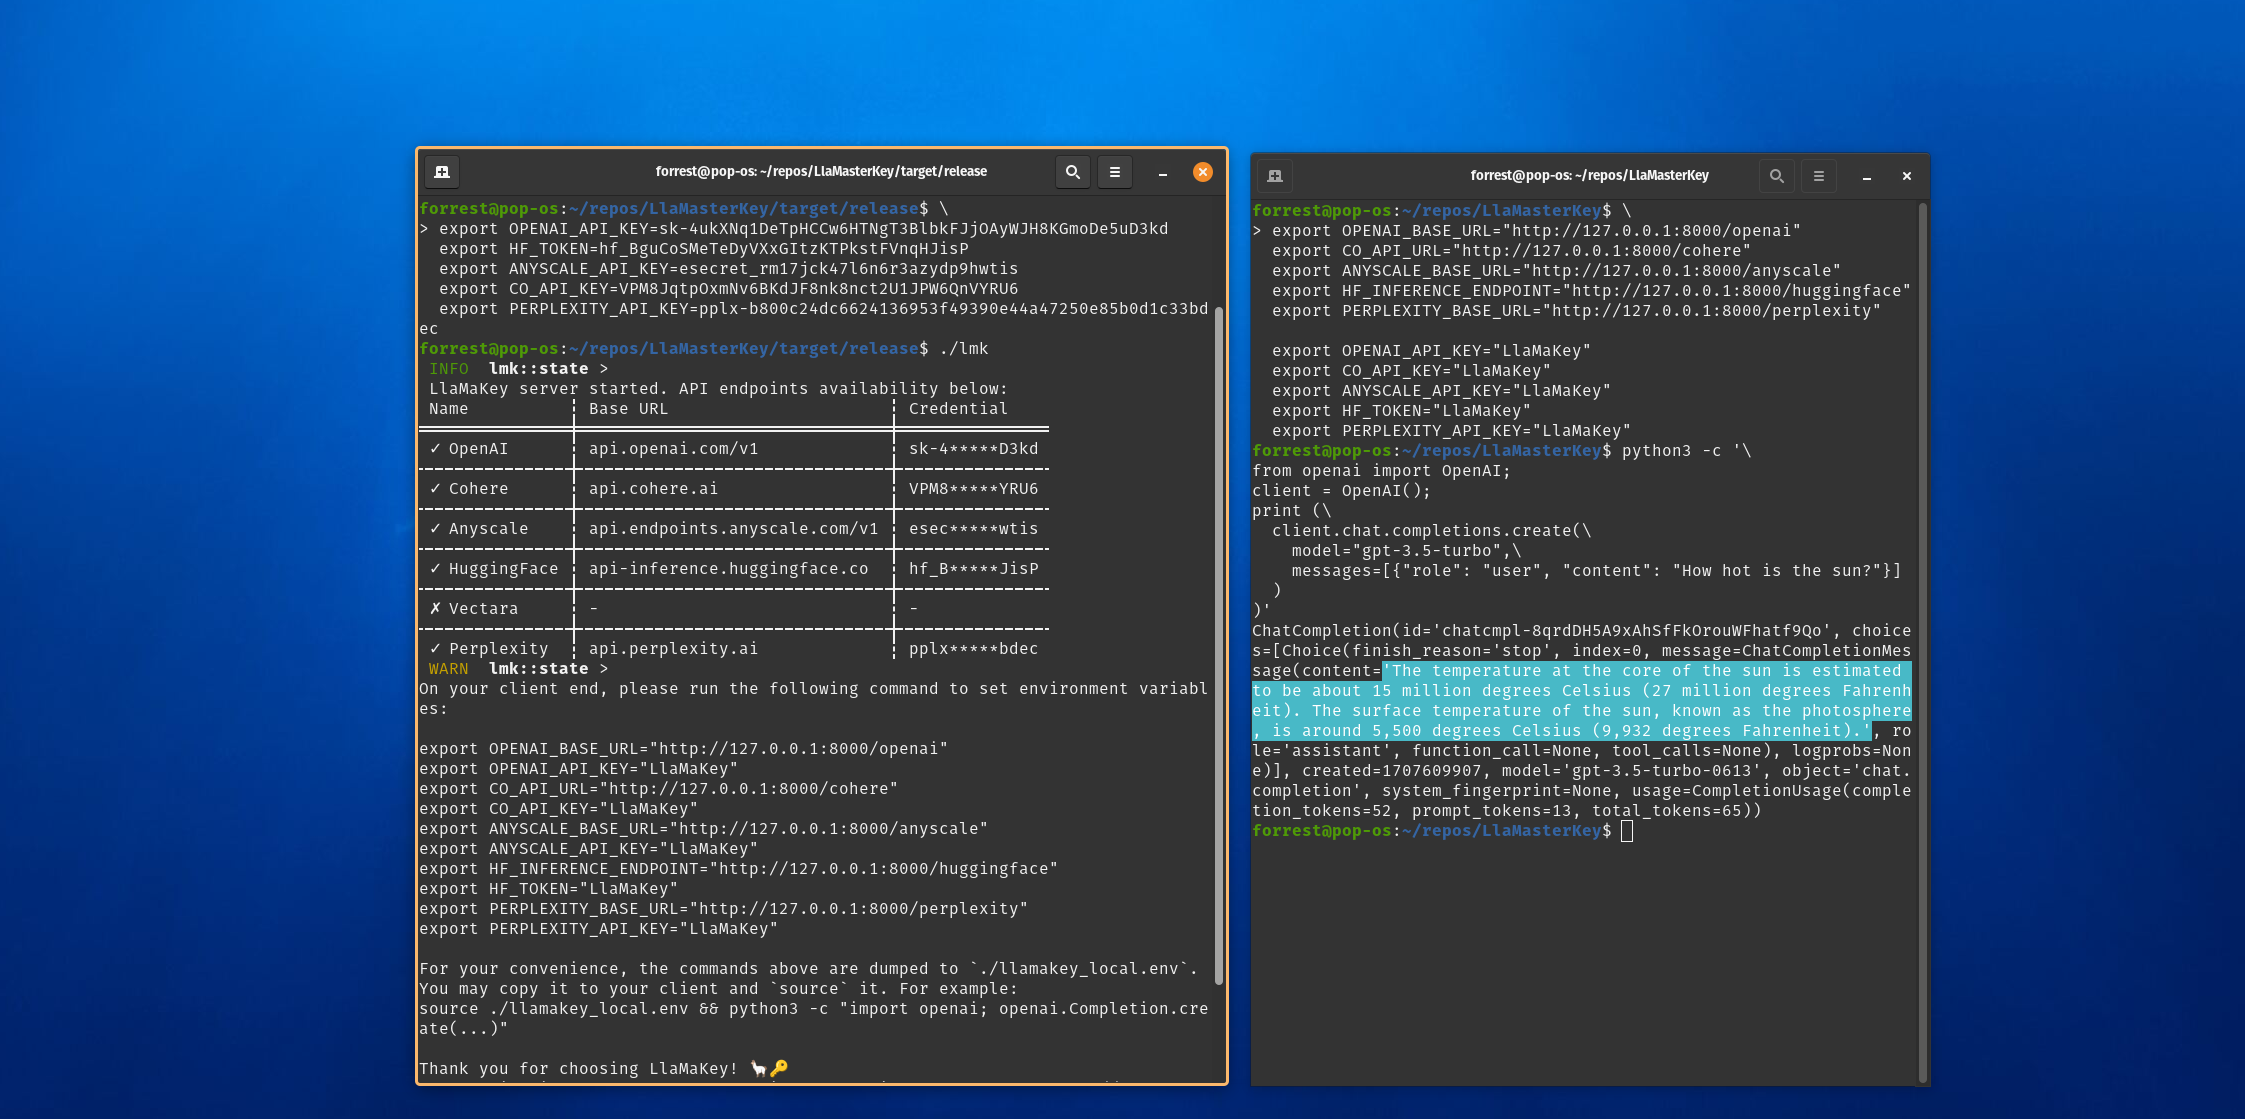 forrest@pop-os: ~/repos/LlaMasterKey/target/release
forrest@pop-os:~/repos/LlaMasterKey/target/release$ \
> export OPENAI_API_KEY=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
export HF_TOKEN=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
export ANYSCALE_API_KEY=esecret_rm17jck47l6n6r3azydp9hwtis
export CO_API_KEY=VPM8JqtpOxmNv6BKdJF8nk8nct2U1JPW6QnVYRU6
export PERPLEXITY_API_KEY=pplx-b800c24dc6624136953f49390e44a47250e85b0d1c33bd
ec
forrest@pop-os:~/repos/LlaMasterKey/target/release$ ./lmk
INFO lmk::state >
LlaMaKey server started. API endpoints availability below:
Name Base URL Credential
✓ OpenAI api.openai.com/v1 sk-4*****D3kd
✓ Cohere api.cohere.ai VPM8*****YRU6
✓ Anyscale api.endpoints.anyscale.com/v1 esec*****wtis
✓ HuggingFace api-inference.huggingface.co hf_B*****JisP
✗ Vectara - -
✓ Perplexity api.perplexity.ai pplx*****bdec
WARN lmk::state >
On your client end, please run the following command to set environment variabl
es:
export OPENAI_BASE_URL="http://127.0.0.1:8000/openai"
export OPENAI_API_KEY="LlaMaKey"
export CO_API_URL="http://127.0.0.1:8000/cohere"
export CO_API_KEY="LlaMaKey"
export ANYSCALE_BASE_URL="http://127.0.0.1:8000/anyscale"
export ANYSCALE_API_KEY="LlaMaKey"
export HF_INFERENCE_ENDPOINT="http://127.0.0.1:8000/huggingface"
export HF_TOKEN="LlaMaKey"
export PERPLEXITY_BASE_URL="http://127.0.0.1:8000/perplexity"
export PERPLEXITY_API_KEY="LlaMaKey"
For your convenience, the commands above are dumped to `./llamakey_local.env`.
You may copy it to your client and `source` it. For example:
source ./llamakey_local.env && python3 -c "import openai; openai.Completion.cre
ate(...)"
Thank you for choosing LlaMaKey! 🦙🔑
forrest@pop-os: ~/repos/LlaMasterKey
forrest@pop-os:~/repos/LlaMasterKey$ \
> export OPENAI_BASE_URL="http://127.0.0.1:8000/openai"
export CO_API_URL="http://127.0.0.1:8000/cohere"
export ANYSCALE_BASE_URL="http://127.0.0.1:8000/anyscale"
export HF_INFERENCE_ENDPOINT="http://127.0.0.1:8000/huggingface"
export PERPLEXITY_BASE_URL="http://127.0.0.1:8000/perplexity"
export OPENAI_API_KEY="LlaMaKey"
export CO_API_KEY="LlaMaKey"
export ANYSCALE_API_KEY="LlaMaKey"
export HF_TOKEN="LlaMaKey"
export PERPLEXITY_API_KEY="LlaMaKey"
forrest@pop-os:~/repos/LlaMasterKey$ python3 -c '\
from openai import OpenAI;
client = OpenAI();
print (\
client.chat.completions.create(\
model="gpt-3.5-turbo",\
messages=[{"role": "user", "content": "How hot is the sun?"}]
)
)'
ChatCompletion(id='chatcmpl-8qrdDH5A9xAhSfFkOrouWFhatf9Qo', choice
s=[Choice(finish_reason='stop', index=0, message=ChatCompletionMes
sage(content='The temperature at the core of the sun is estimated
to be about 15 million degrees Celsius (27 million degrees Fahrenh
eit). The surface temperature of the sun, known as the photosphere
, is around 5,500 degrees Celsius (9,932 degrees Fahrenheit).', ro
le='assistant', function_call=None, tool_calls=None), logprobs=Non
e)], created=1707609907, model='gpt-3.5-turbo-0613', object='chat.
completion', system_fingerprint=None, usage=CompletionUsage(comple
tion_tokens=52, prompt_tokens=13, total_tokens=65))
forrest@pop-os:~/repos/LlaMasterKey$